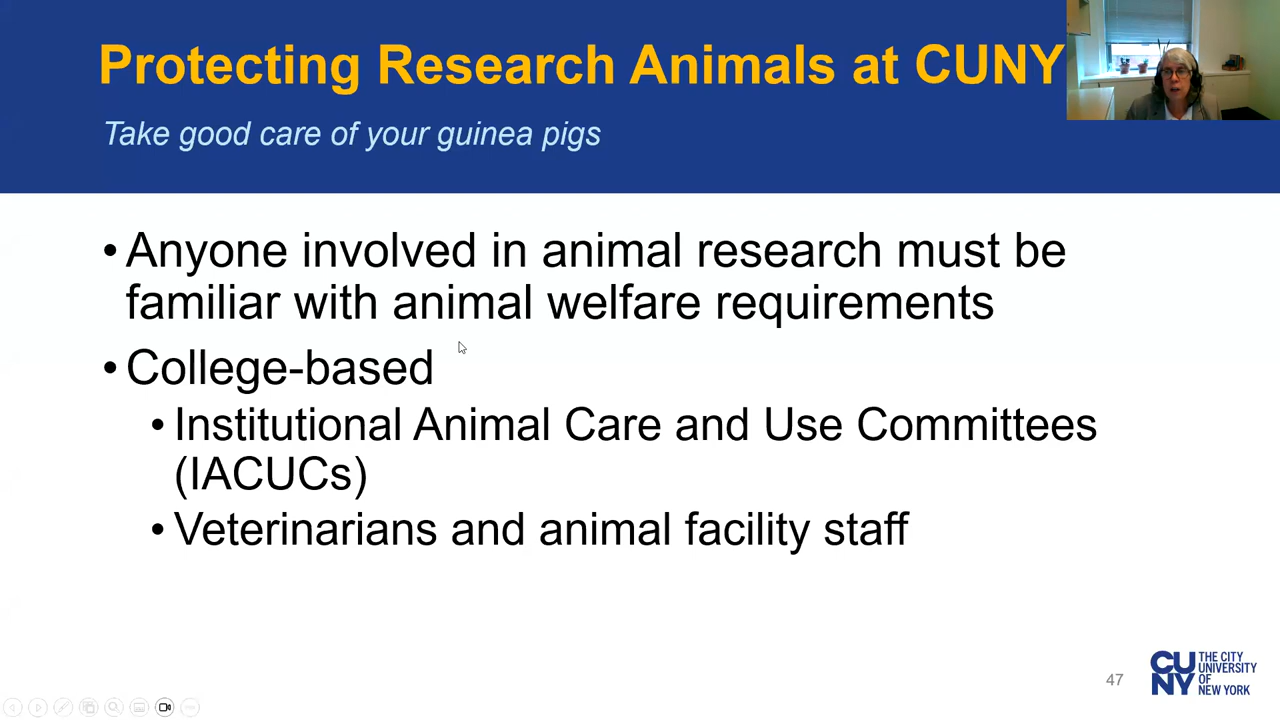 Protecting Research Animals at CUNY
Take good care of your guinea pigs
•Anyone involved in animal research must be
familiar with animal welfare requirements
•College-based
•Institutional Animal Care and Use Committees
(IACUCs)
•Veterinarians and animal facility staff
47
CUNY
THE CITY
UNIVERSITY
OF
NEW YORK